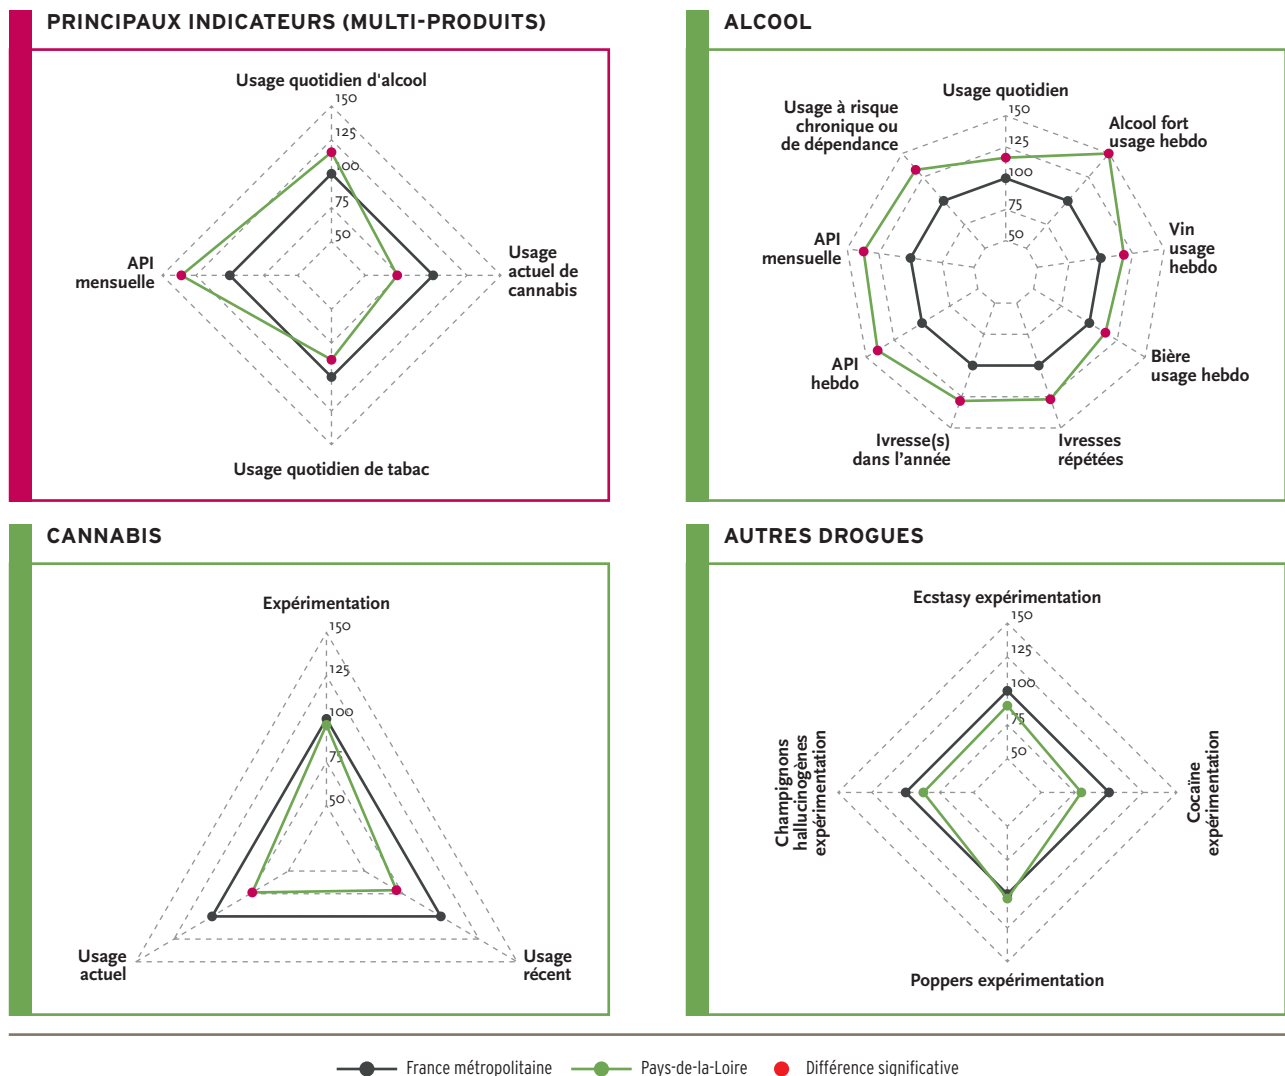 PRINCIPAUX INDICATEURS (MULTI-PRODUITS)
Usage quotidien d'alcool
150
125
100
75
50
API
mensuelle
Usage
actuel de
cannabis
Usage quotidien de tabac
ALCOOL
Usage quotidien
150
125
100
75
50
Usage à risque
chronique ou
de dépendance
Alcool fort
usage hebdo
API
mensuelle
Vin
usage
hebdo
API
hebdo
Bière
usage hebdo
Ivresse(s)
dans l'année
Ivresses
répétées
CANNABIS
Expérimentation
150
125
100
75
50
Usage
actuel
Usage
récent
AUTRES DROGUES
Ecstasy expérimentation
150
125
100
75
50
Champignons
hallucinogènes
expérimentation
Cocaïne
expérimentation
Poppers expérimentation
France métropolitaine
Pays-de-la-Loire
Différence significative